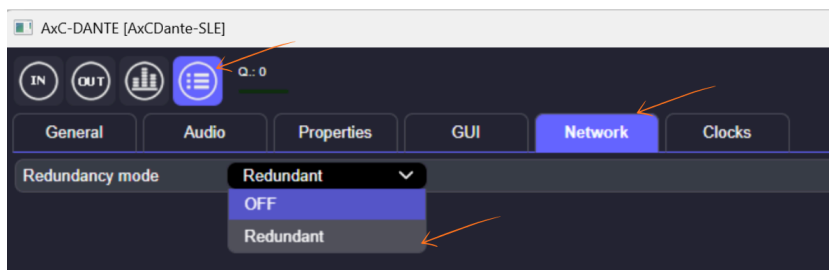 AxC-DANTE [AxCDante-SLE]
IN OUT Q.: 0
General Audio Properties GUI Network Clocks
Redundancy mode Redundant
OFF
Redundant